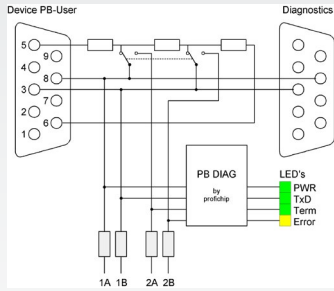 Device PB-User
Diagnostics
5
9
4
8
3
7
2
6
1
PB DIAG
by
profichip
LED's
PWR
TxD
Term
Error
1A 1B 2A 2B